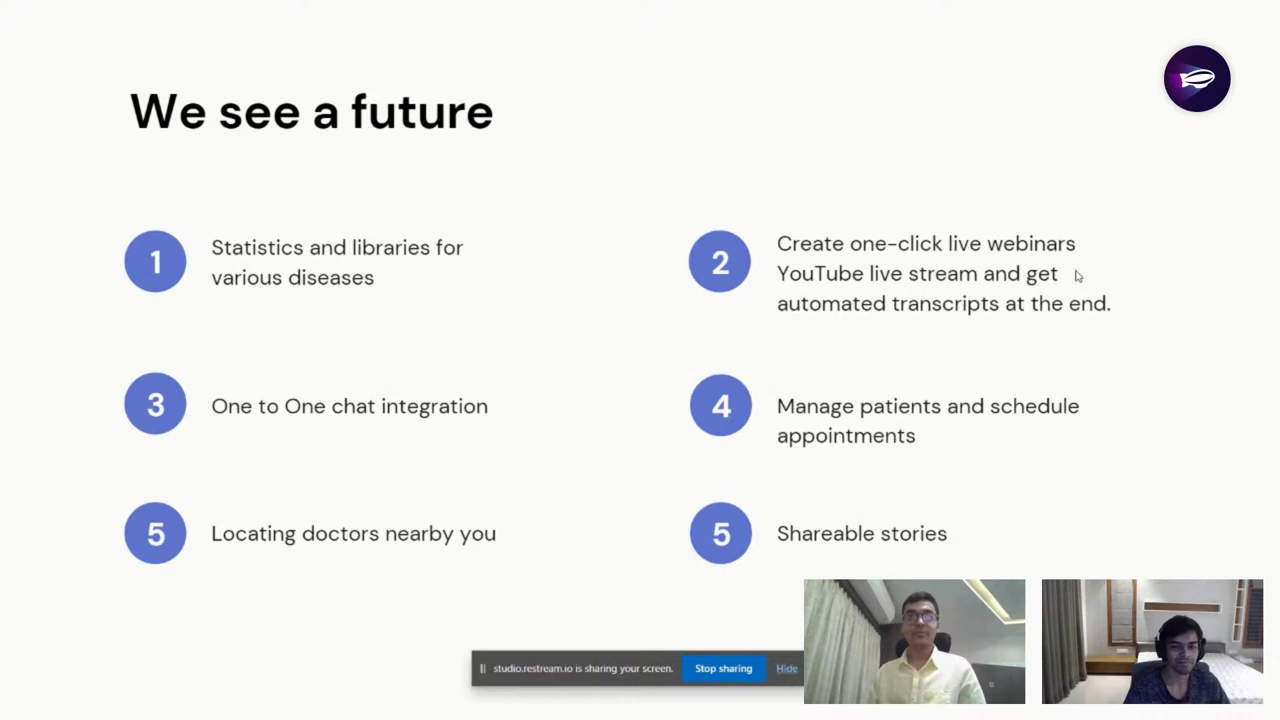 We see a future
1
Statistics and libraries for
various diseases
2
Create one-click live webinars
YouTube live stream and get
automated transcripts at the end.
3
One to One chat integration
4
Manage patients and schedule
appointments
5
Locating doctors nearby you
5
Shareable stories
studio.restream.io is sharing your screen.
Stop sharing
Hide